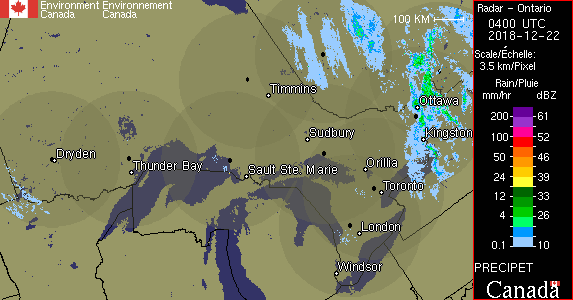 Environment Environnement
Canada Canada
100 KM
Timmins
Ottawa
Sudbury
Kingston
Dryden
Thunder Bay
Sault Ste. Marie
Orillia
Toronto
London
Windsor
Radar - Ontario
0400 UTC
2018-12-22
Scale/Échelle:
3.5 km/Pixel
Rain/Pluie
mm/hr dBZ
200 61
100 52
50 46
24 39
12 33
4 26
0.1 10
PRECIPET
Canada